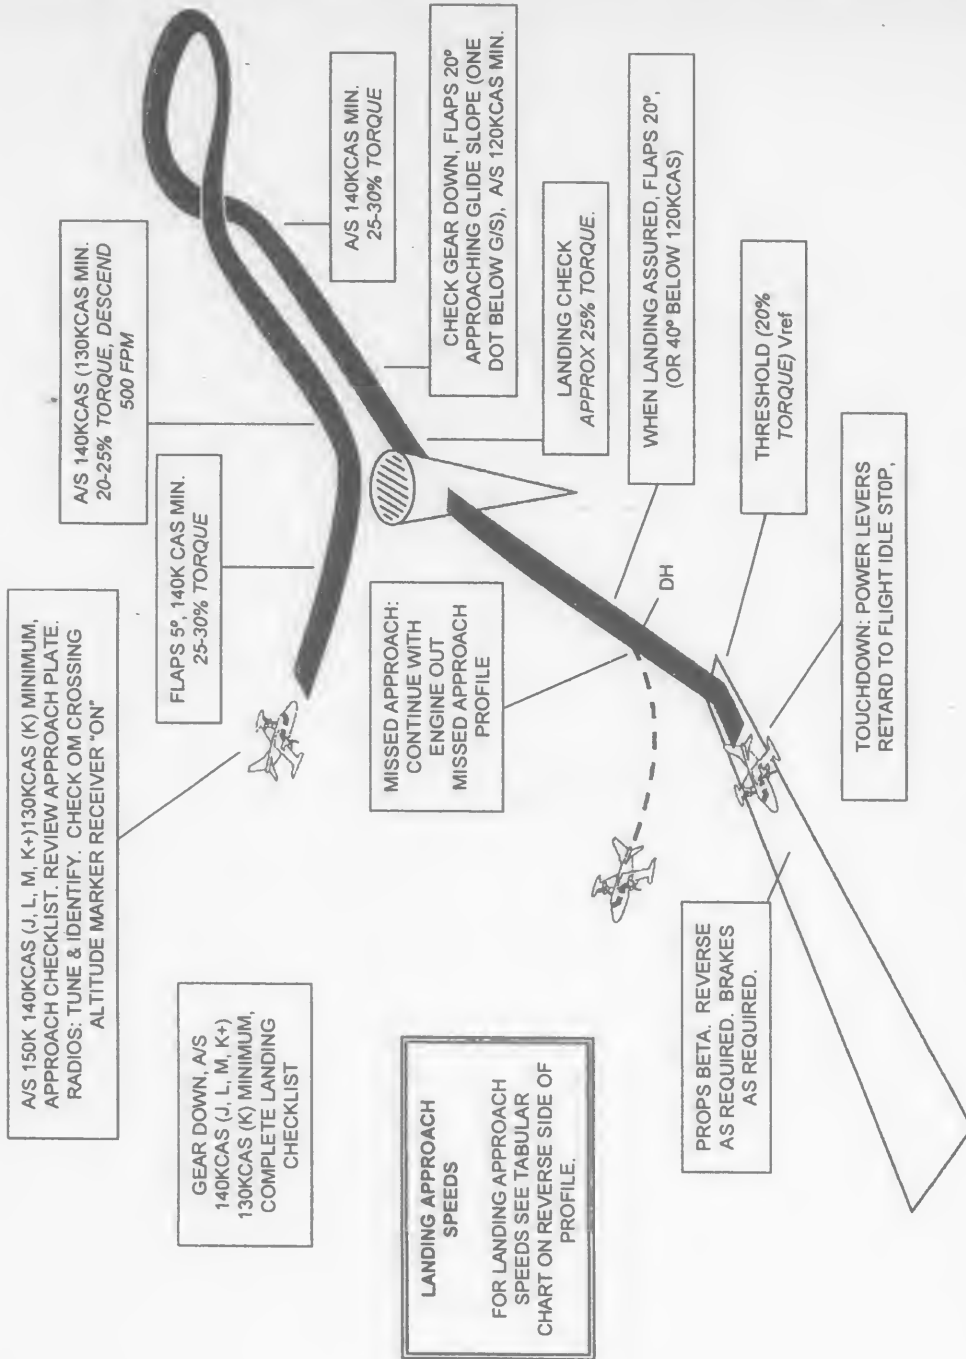 A/S 150K 140KCAS (J, L, M, K+)130KCAS (K) MINIMUM,
APPROACH CHECKLIST. REVIEW APPROACH PLATE.
RADIOS: TUNE & IDENTIFY. CHECK OM CROSSING
ALTITUDE MARKER RECEIVER "ON"
A/S 140KCAS (130KCAS MIN.
20-25% TORQUE, DESCEND
500 FPM
FLAPS 5º, 140K CAS MIN.
25-30% TORQUE
A/S 140KCAS MIN.
25-30% TORQUE
GEAR DOWN, A/S
140KCAS (J, L, M, K+)
130KCAS (K) MINIMUM,
COMPLETE LANDING
CHECKLIST
CHECK GEAR DOWN, FLAPS 20º
APPROACHING GLIDE SLOPE (ONE
DOT BELOW G/S), A/S 120KCAS MIN.
MISSED APPROACH:
CONTINUE WITH
ENGINE OUT
MISSED APPROACH
PROFILE
LANDING CHECK
APPROX 25% TORQUE.
LANDING APPROACH
SPEEDS
FOR LANDING APPROACH
SPEEDS SEE TABULAR
CHART ON REVERSE SIDE OF
PROFILE.
WHEN LANDING ASSURED, FLAPS 20º,
(OR 40º BELOW 120KCAS)
DH
THRESHOLD (20%
TORQUE) Vref
PROPS BETA. REVERSE
AS REQUIRED. BRAKES
AS REQUIRED.
TOUCHDOWN: POWER LEVERS
RETARD TO FLIGHT IDLE STOP,